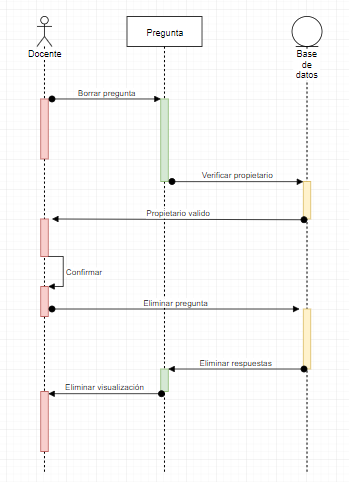 Docente
Pregunta
Base
de
datos
Borrar pregunta
Verificar propietario
Propietario valido
Confirmar
Eliminar pregunta
Eliminar respuestas
Eliminar visualización